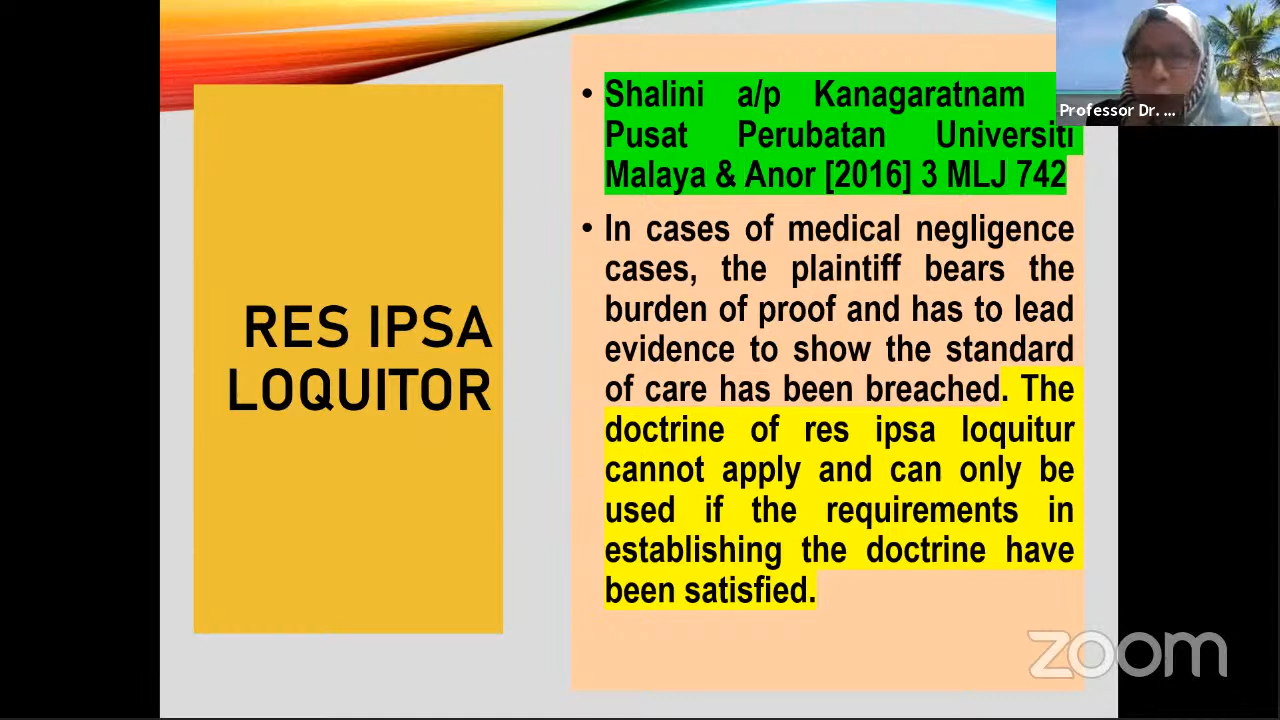 RES IPSA
LOQUITOR
• Shalini a/p Kanagaratnam
Pusat Perubatan Universiti
Malaya & Anor [2016] 3 MLJ 742
• In cases of medical negligence
cases, the plaintiff bears the
burden of proof and has to lead
evidence to show the standard
of care has been breached. The
doctrine of res ipsa loquitur
cannot apply and can only be
used if the requirements in
establishing the doctrine have
been satisfied.
Professor Dr. ...
zoom